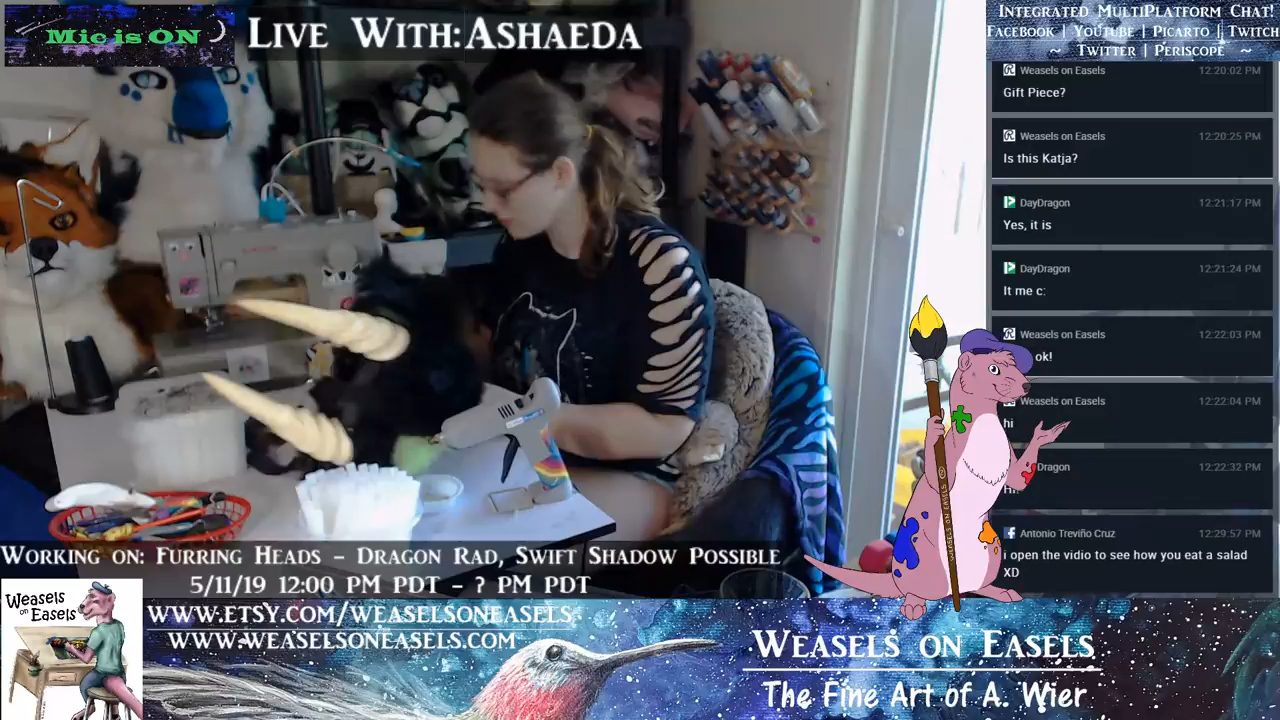 Mic is ON
Live With: Ashaeda
Integrated MultiPlatform Chat!
Facebook | Youtube | Picarto | Twitch
~ Twitter | Periscope ~
Weasels on Easels 12:20:02 PM
Gift Piece?
Weasels on Easels 12:20:25 PM
Is this Katja?
DayDragon 12:21:17 PM
Yes, it is
DayDragon 12:21:24 PM
It me c:
Weasels on Easels 12:22:03 PM
ok!
Weasels on Easels 12:22:04 PM
hi
Dragon 12:22:32 PM
Hi!
Antonio Treviño Cruz 12:29:57 PM
i open the vidio to see how you eat a salad
XD
Working on: Furring Heads - Dragon Rad, Swift Shadow Possible
5/11/19 12:00 PM PDT - ? PM PDT
Weasels on Easels
www.etsy.com/weaselsoneasels
www.weaselsoneasels.com
Weasels on Easels
Weasels on Easels
The Fine Art of A. Wier